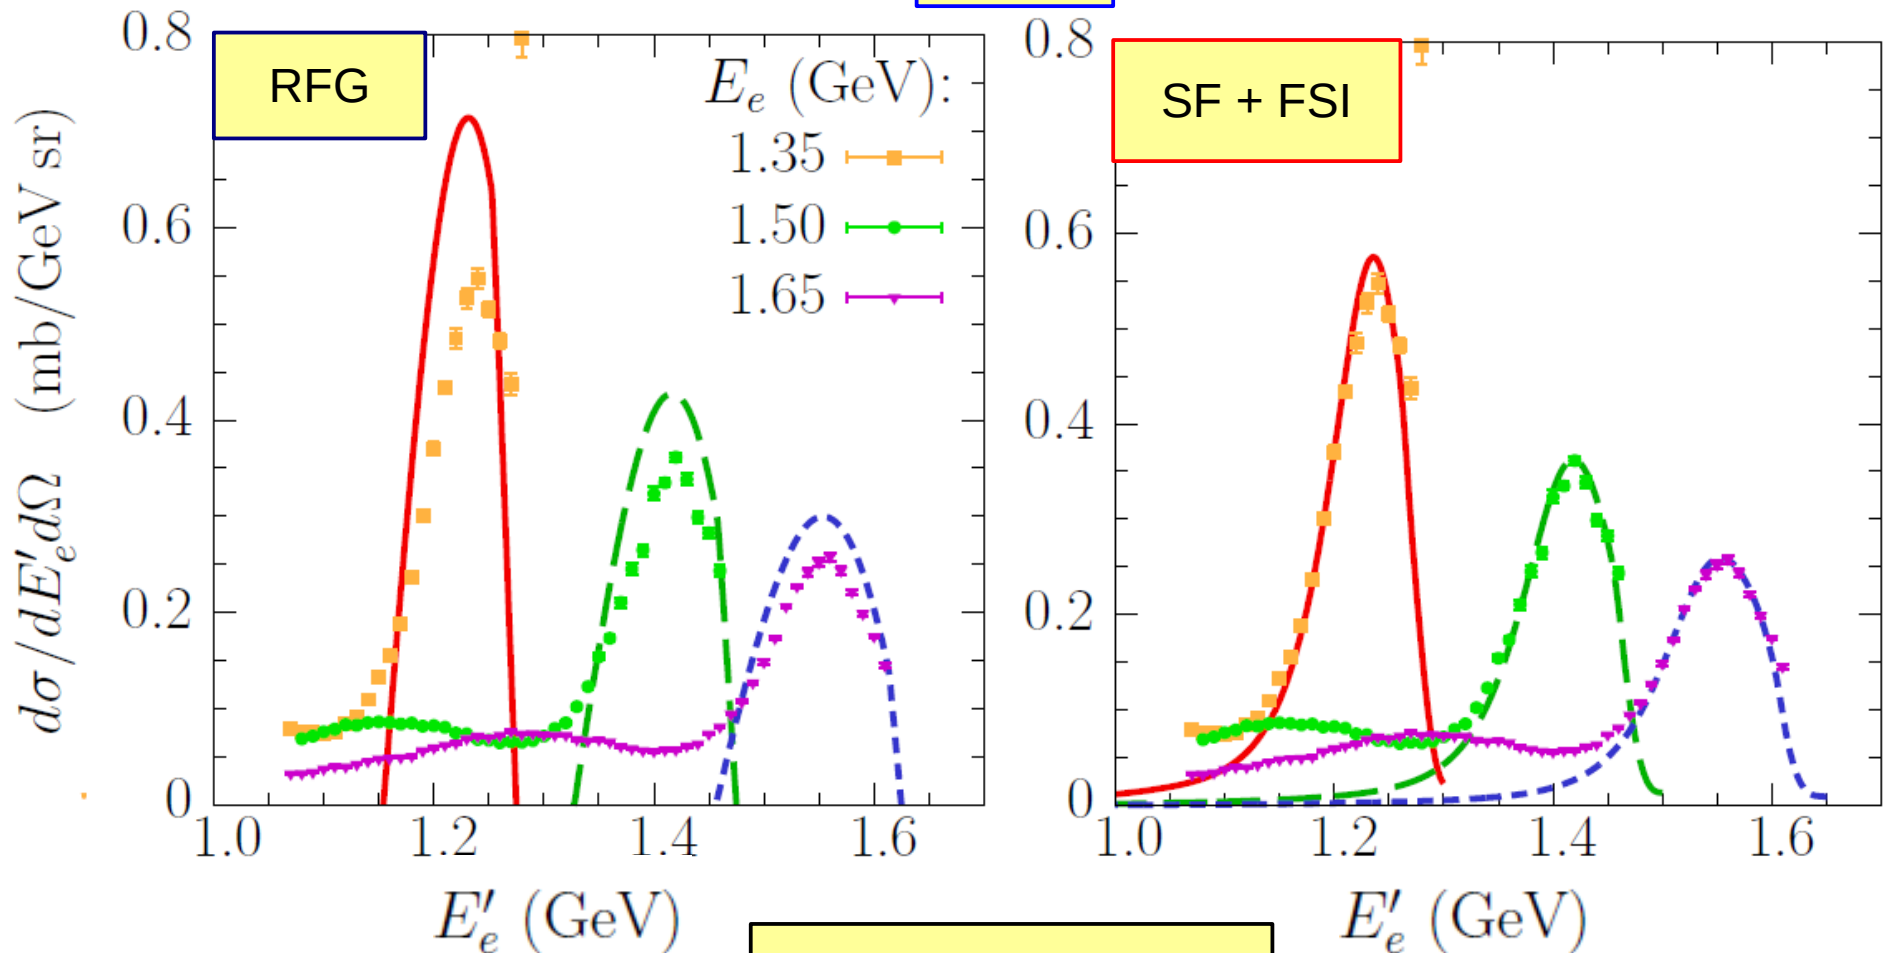 RFG
E_e (GeV):
1.35
1.50
1.65
dσ/dE′_e dΩ (mb/GeV sr)
0.8
0.6
0.4
0.2
0
1.0 1.2 1.4 1.6
E′_e (GeV)
SF + FSI
0.8
0.6
0.4
0.2
0
1.0 1.2 1.4 1.6
E′_e (GeV)